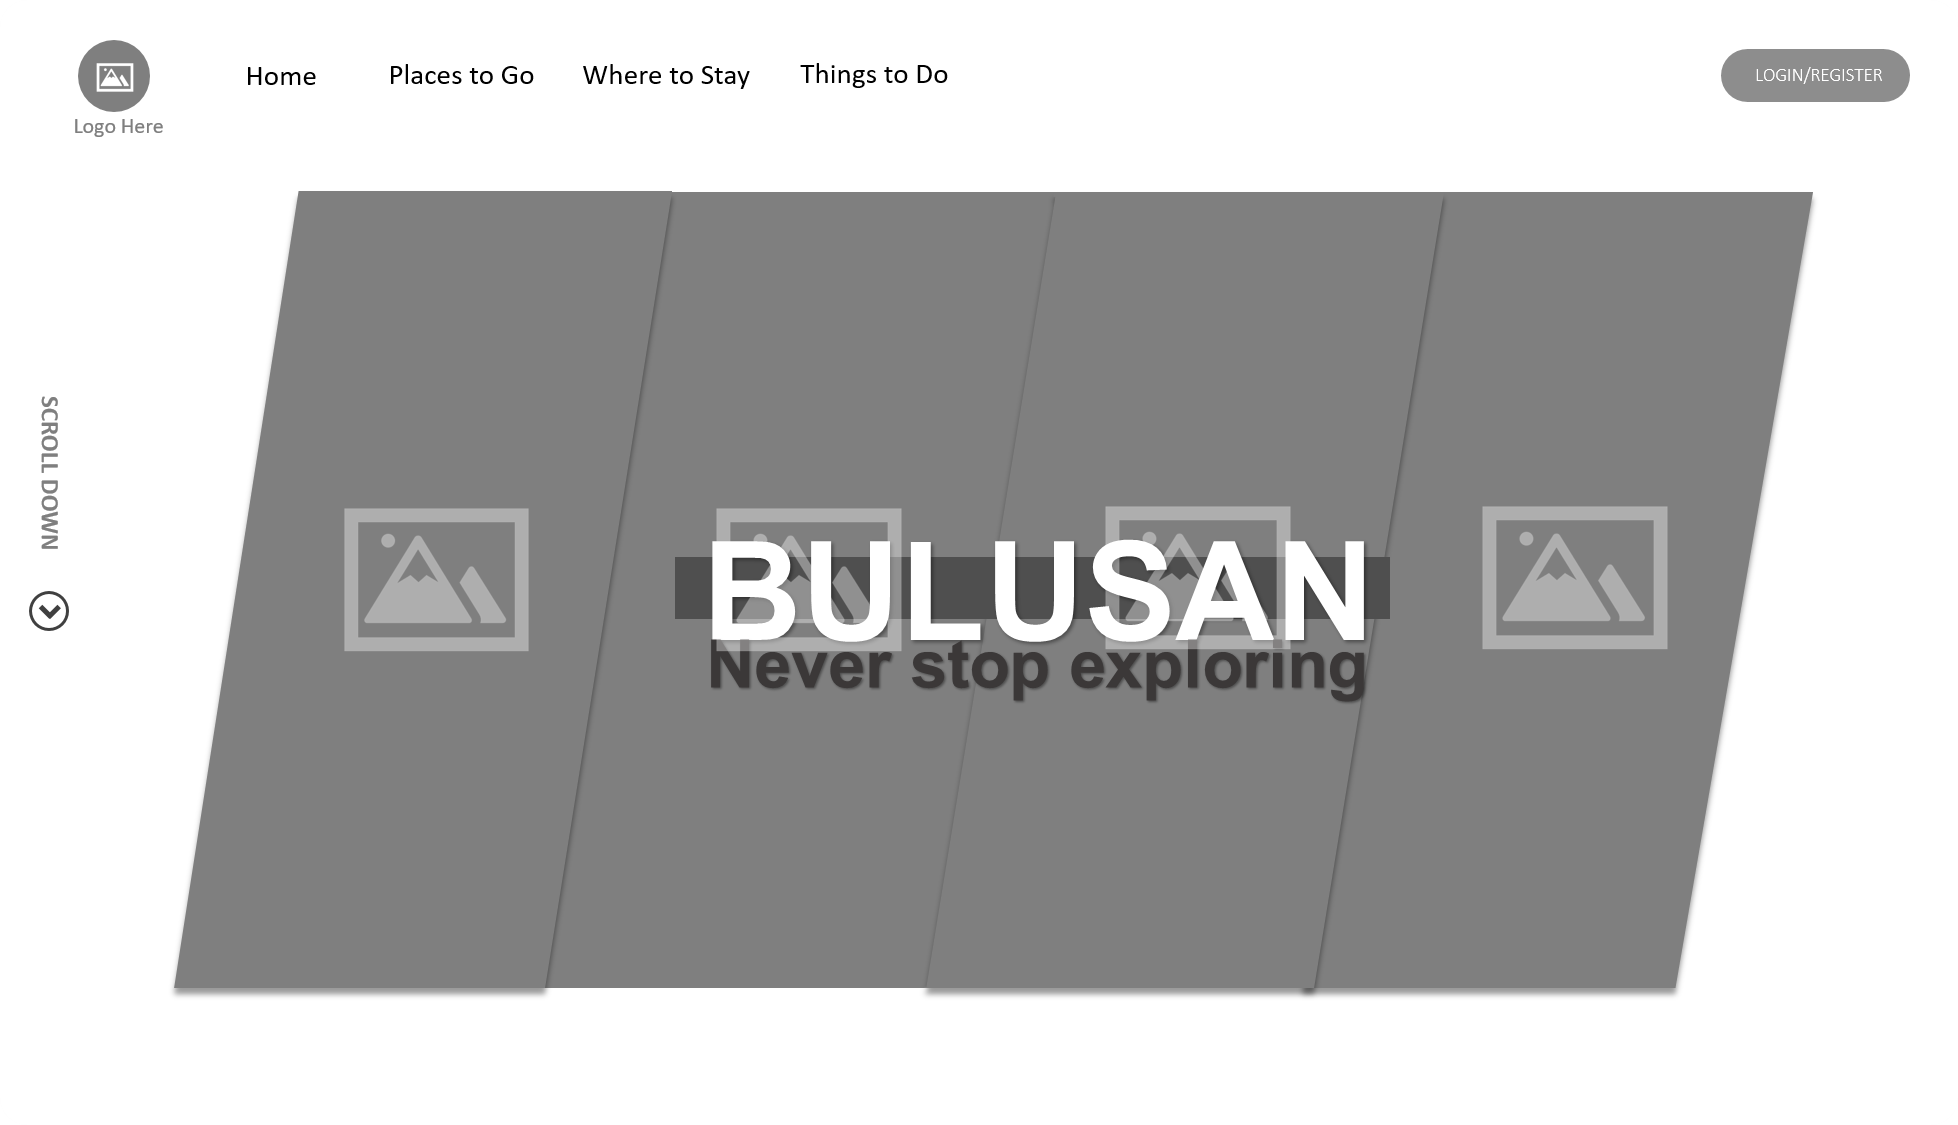 Home
Places to Go
Where to Stay
Things to Do
LOGIN/REGISTER
Logo Here
SCROLL DOWN
BULUSAN
Never stop exploring